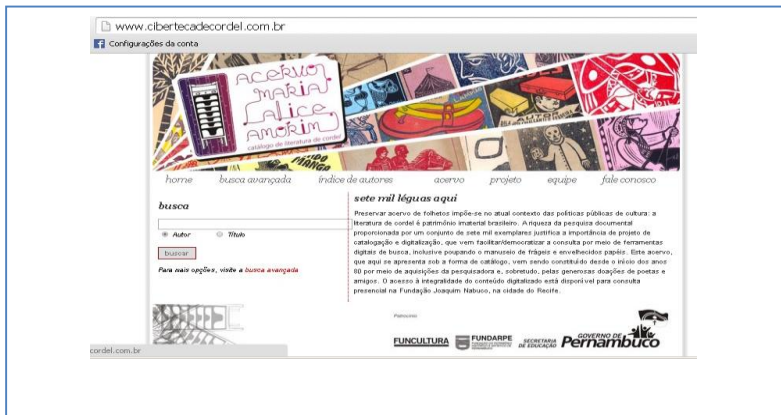 www.cibertecadecordel.com.br
Configurações da conta
ACERVO
MARIA
ALICE
AMORIM
catálogo de literatura de cordel
MANGA
home busca avançada índice de autores acervo projeto equipe fale conosco
busca
Autor Título
buscar
Para mais opções, visite a busca avançada
sete mil léguas aqui
Preservar acervo de folhetos impõe-se no atual contexto das políticas públicas de cultura: a
literatura de cordel é patrimônio imaterial brasileiro. A riqueza da pesquisa documental
proporcionada por um conjunto de sete mil exemplares justifica a importância de projeto de
catalogação e digitalização, que vem facilitar/democratizar a consulta por meio de ferramentas
digitais de busca, inclusive poupando o manuseio de frágeis e envelhecidos papéis. Este acervo,
que aqui se apresenta sob a forma de catálogo, vem sendo constituído desde o início dos anos
80 por meio de aquisições da pesquisadora e, sobretudo, pelas generosas doações de poetas e
amigos. O acesso à integralidade do conteúdo digitalizado está disponível para consulta
presencial na Fundação Joaquim Nabuco, na cidade do Recife.
FUNCULTURA
FUNDARPE
SECRETARIA
DE EDUCAÇÃO
GOVERNO DE
Pernambuco
cordel.com.br